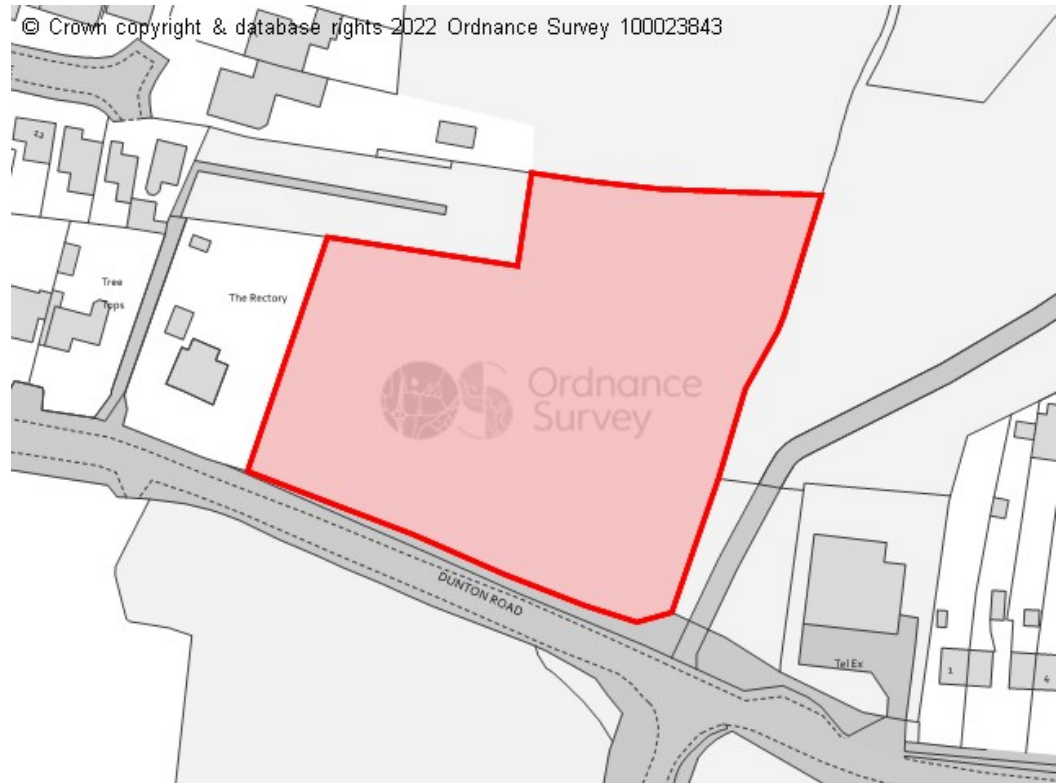 © Crown copyright & database rights 2022 Ordnance Survey 100023843
Tree
Tops
The Rectory
Ordnance
Survey
DUNTON ROAD
Tel Ex
1
4